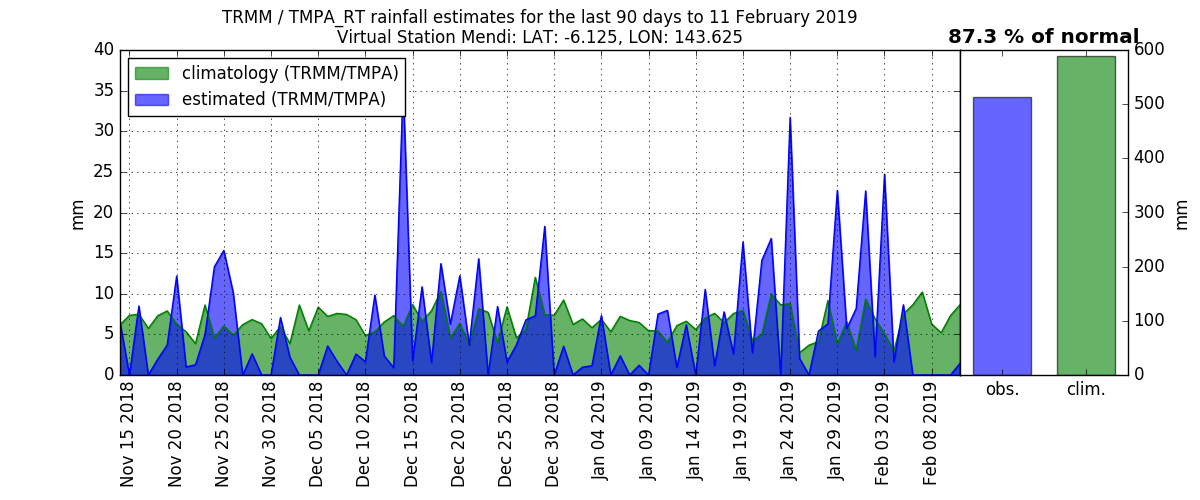 TRMM / TMPA_RT rainfall estimates for the last 90 days to 11 February 2019
Virtual Station Mendi: LAT: -6.125, LON: 143.625
87.3 % of normal
climatology (TRMM/TMPA)
estimated (TRMM/TMPA)
mm
40
35
30
25
20
15
10
5
0
Nov 15 2018
Nov 20 2018
Nov 25 2018
Nov 30 2018
Dec 05 2018
Dec 10 2018
Dec 15 2018
Dec 20 2018
Dec 25 2018
Dec 30 2018
Jan 04 2019
Jan 09 2019
Jan 14 2019
Jan 19 2019
Jan 24 2019
Jan 29 2019
Feb 03 2019
Feb 08 2019
obs.
clim.
600
500
400
300
200
100
0
mm